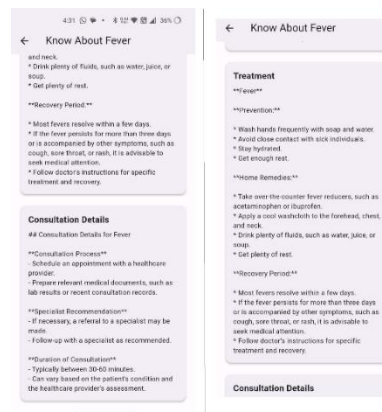 4:31
36%
← Know About Fever
and neck.
* Drink plenty of fluids, such as water, juice, or
soup.
* Get plenty of rest.
**Recovery Period:**
* Most fevers resolve within a few days.
* If the fever persists for more than three days
or is accompanied by other symptoms, such as
cough, sore throat, or rash, it is advisable to
seek medical attention.
* Follow doctor's instructions for specific
treatment and recovery.
Consultation Details
## Consultation Details for Fever
**Consultation Process**
- Schedule an appointment with a healthcare
provider.
- Prepare relevant medical documents, such as
lab results or recent consultation records.
**Specialist Recommendation**
- If necessary, a referral to a specialist may be
made.
- Follow-up with a specialist as recommended.
**Duration of Consultation**
- Typically between 30-60 minutes.
- Can vary based on the patient's condition and
the healthcare provider's assessment.
← Know About Fever
Treatment
**Fever**
**Prevention:**
* Wash hands frequently with soap and water.
* Avoid close contact with sick individuals.
* Stay hydrated.
* Get enough rest.
**Home Remedies:**
* Take over-the-counter fever reducers, such as
acetaminophen or ibuprofen.
* Apply a cool washcloth to the forehead, chest,
and neck.
* Drink plenty of fluids, such as water, juice, or
soup.
* Get plenty of rest.
**Recovery Period:**
* Most fevers resolve within a few days.
* If the fever persists for more than three days
or is accompanied by other symptoms, such as
cough, sore throat, or rash, it is advisable to
seek medical attention.
* Follow doctor's instructions for specific
treatment and recovery.
Consultation Details